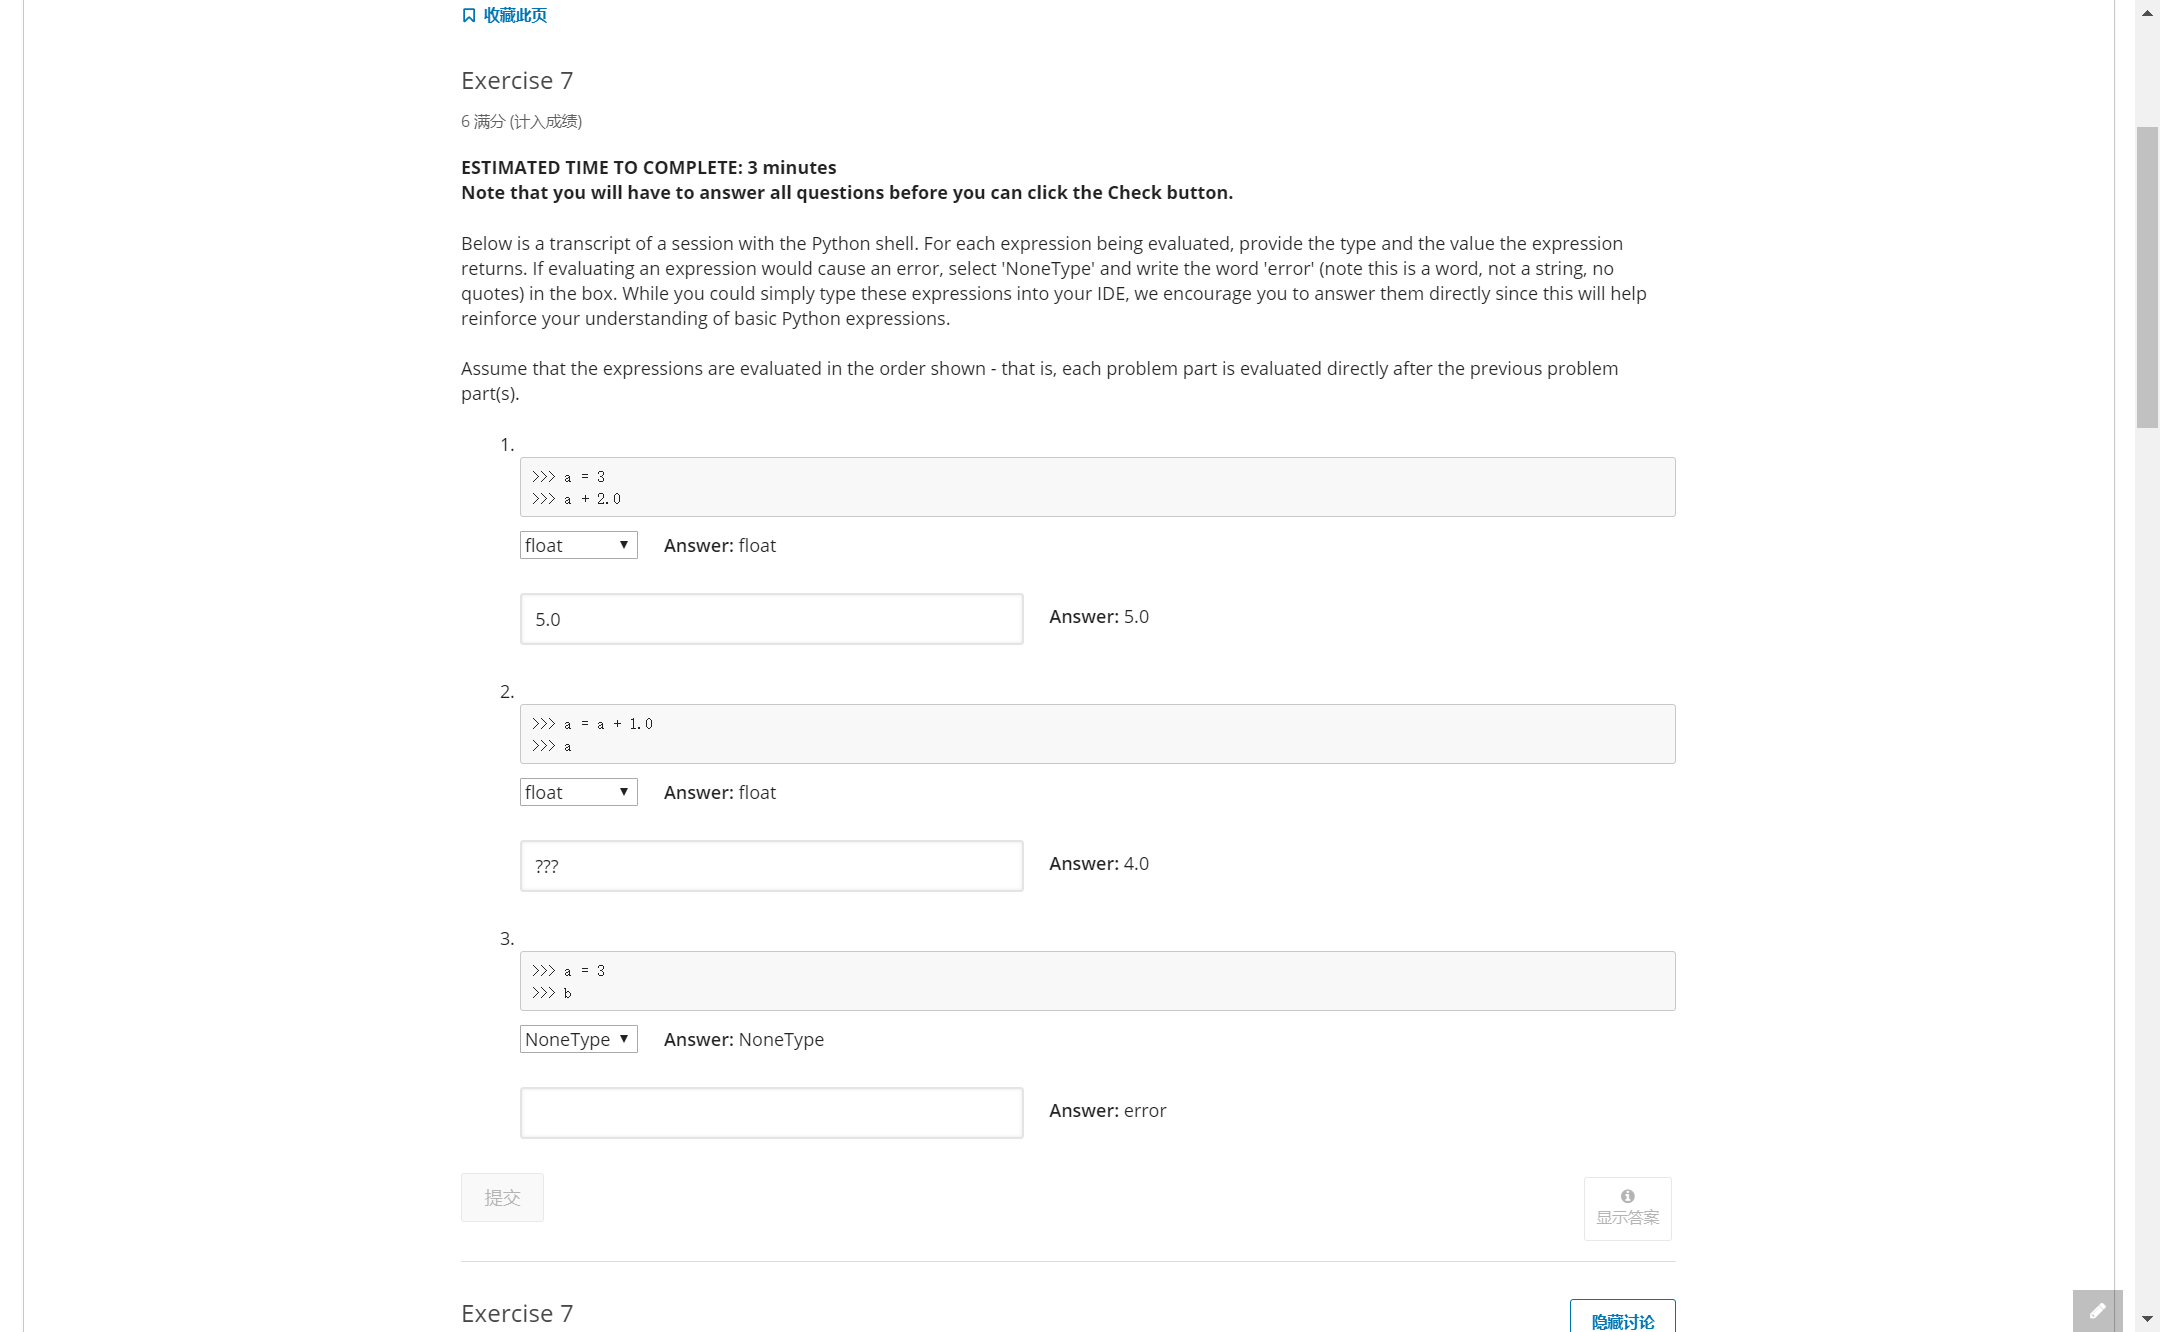 收藏此页
Exercise 7
6 满分 (计入成绩)
ESTIMATED TIME TO COMPLETE: 3 minutes
Note that you will have to answer all questions before you can click the Check button.
Below is a transcript of a session with the Python shell. For each expression being evaluated, provide the type and the value the expression
returns. If evaluating an expression would cause an error, select 'NoneType' and write the word 'error' (note this is a word, not a string, no
quotes) in the box. While you could simply type these expressions into your IDE, we encourage you to answer them directly since this will help
reinforce your understanding of basic Python expressions.
Assume that the expressions are evaluated in the order shown - that is, each problem part is evaluated directly after the previous problem
part(s).
1.
>>> a = 3
>>> a + 2.0
float Answer: float
5.0 Answer: 5.0
2.
>>> a = a + 1.0
>>> a
float Answer: float
??? Answer: 4.0
3.
>>> a = 3
>>> b
NoneType Answer: NoneType
Answer: error
提交
显示答案
Exercise 7
隐藏讨论